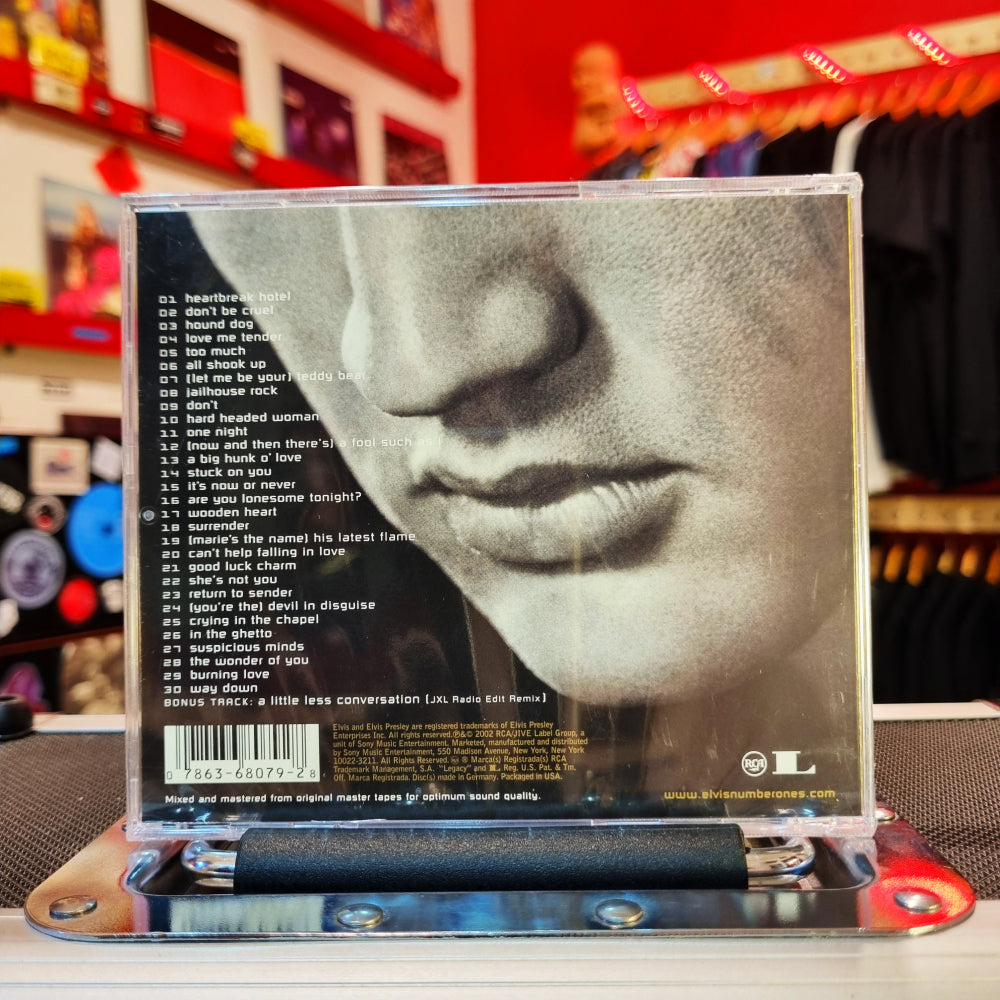 01 heartbreak hotel
02 don't be cruel
03 hound dog
04 love me tender
05 too much
06 all shook up
07 (let me be your) teddy bear
08 jailhouse rock
09 don't
10 hard headed woman
11 one night
12 (now and then there's) a fool such as i
13 a big hunk o' love
14 stuck on you
15 it's now or never
16 are you lonesome tonight?
17 wooden heart
18 surrender
19 (marie's the name) his latest flame
20 can't help falling in love
21 good luck charm
22 she's not you
23 return to sender
24 (you're the) devil in disguise
25 crying in the chapel
26 in the ghetto
27 suspicious minds
28 the wonder of you
29 burning love
30 way down
BONUS TRACK: a little less conversation (JXL Radio Edit Remix)
Elvis and Elvis Presley are registered trademarks of Elvis Presley
Enterprises Inc. All rights reserved.℗&© 2002 RCA/JIVE Label Group, a
unit of Sony Music Entertainment. Marketed, manufactured and distributed
by Sony Music Entertainment, 550 Madison Avenue, New York, New York
10022-3211. All Rights Reserved. ® Marca(s) Registrada(s) RCA
Trademark Management, S.A. "Legacy" and L Reg. U.S. Pat. & Tm.
Off. Marca Registrada. Disc(s) made in Germany. Packaged in USA.
0 7863-68079-2 8
RCA L
Mixed and mastered from original master tapes for optimum sound quality.
www.elvisnumberones.com